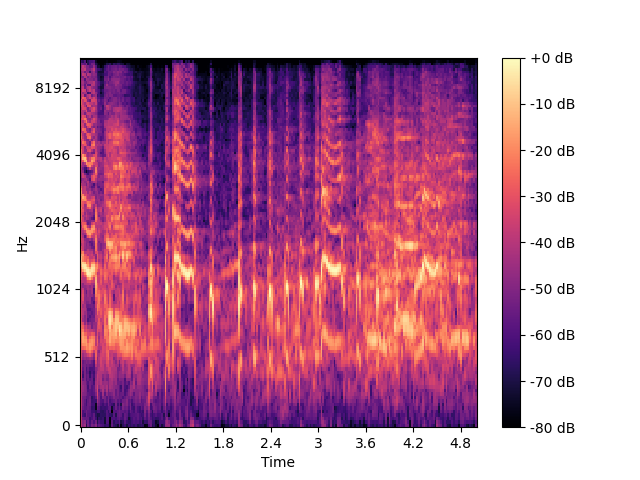 Hz
8192
4096
2048
1024
512
0
0 0.6 1.2 1.8 2.4 3 3.6 4.2 4.8
Time
+0 dB
-10 dB
-20 dB
-30 dB
-40 dB
-50 dB
-60 dB
-70 dB
-80 dB